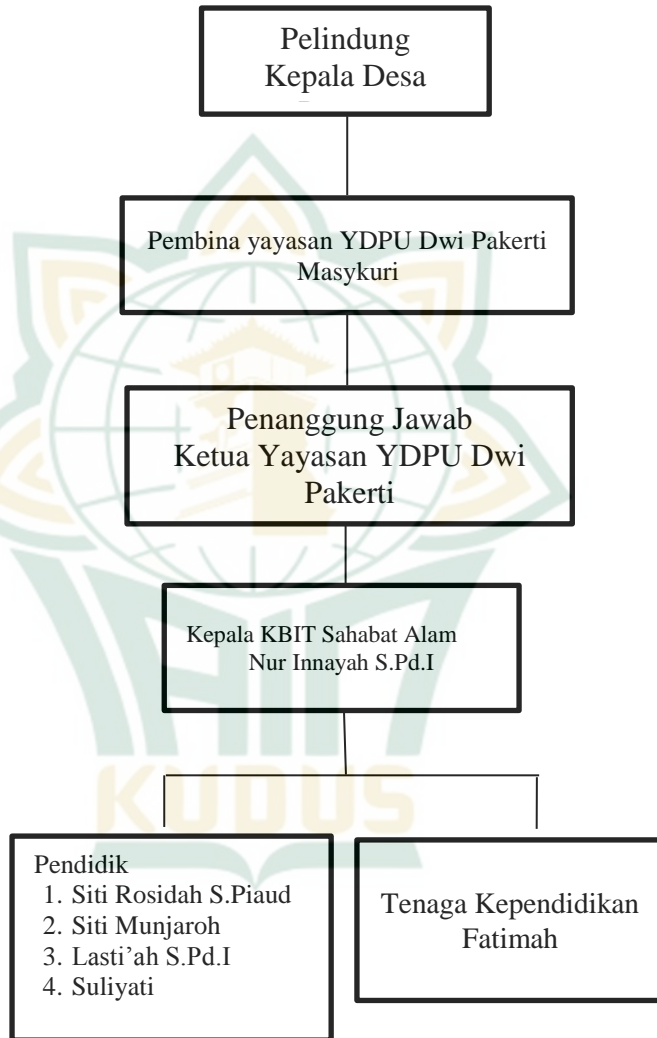 Pelindung
Kepala Desa
Pembina yayasan YDPU Dwi Pakerti
Masykuri
Penanggung Jawab
Ketua Yayasan YDPU Dwi
Pakerti
Kepala KBIT Sahabat Alam
Nur Innayah S.Pd.I
Pendidik
1. Siti Rosidah S.Piaud
2. Siti Munjaroh
3. Lasti’ah S.Pd.I
4. Suliyati
Tenaga Kependidikan
Fatimah
IAIN
KUDUS